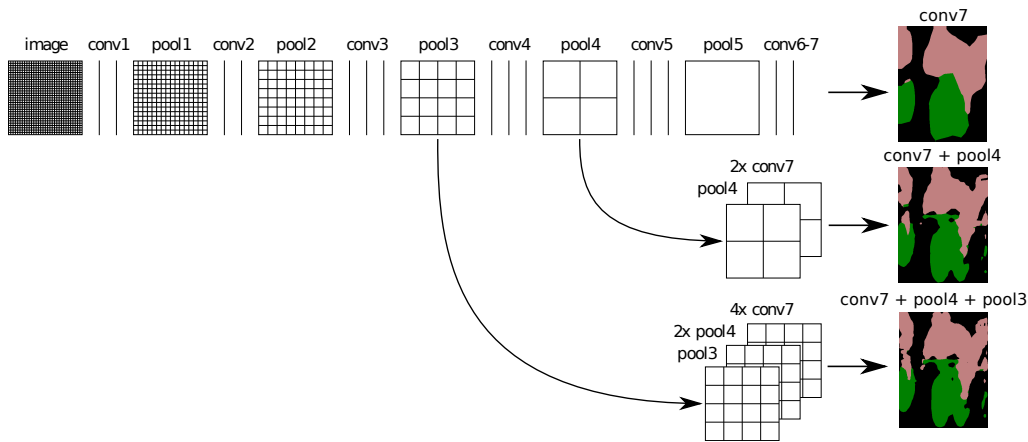 conv7
image conv1 pool1 conv2 pool2 conv3 pool3 conv4 pool4 conv5 pool5 conv6-7
conv7 + pool4
2x conv7
pool4
conv7 + pool4 + pool3
4x conv7
2x pool4
pool3